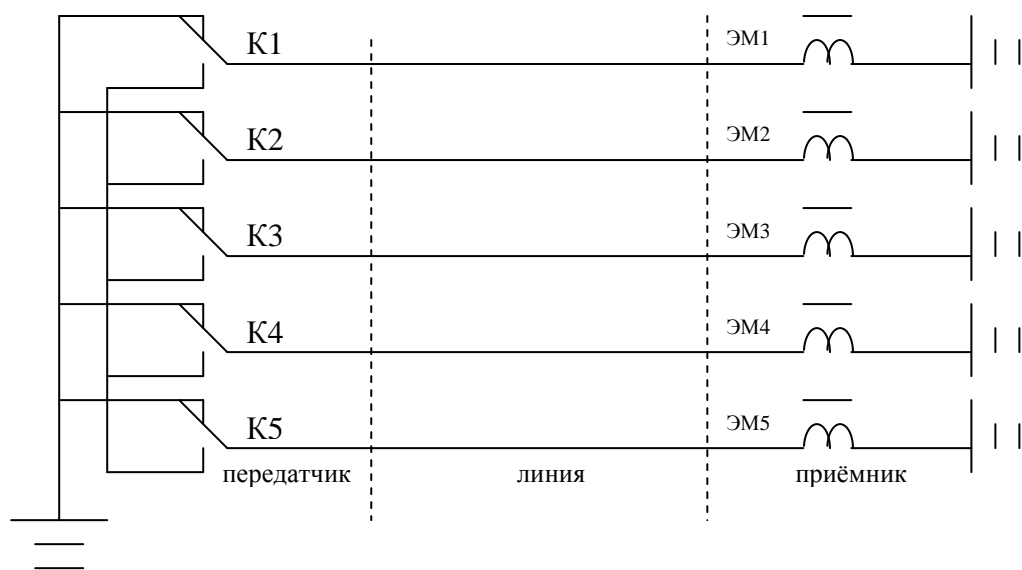 К1
ЭМ1
К2
ЭМ2
К3
ЭМ3
К4
ЭМ4
К5
ЭМ5
передатчик линия приёмник